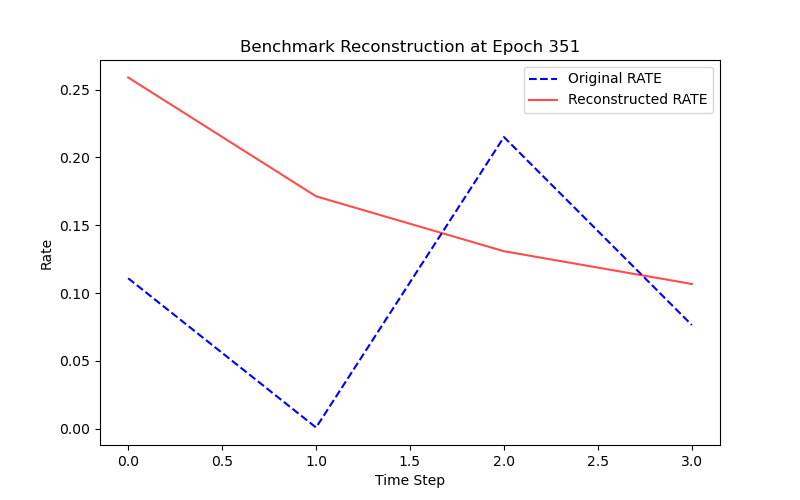 Benchmark Reconstruction at Epoch 351
Original RATE
Reconstructed RATE
Rate
0.25
0.20
0.15
0.10
0.05
0.00
0.0 0.5 1.0 1.5 2.0 2.5 3.0
Time Step